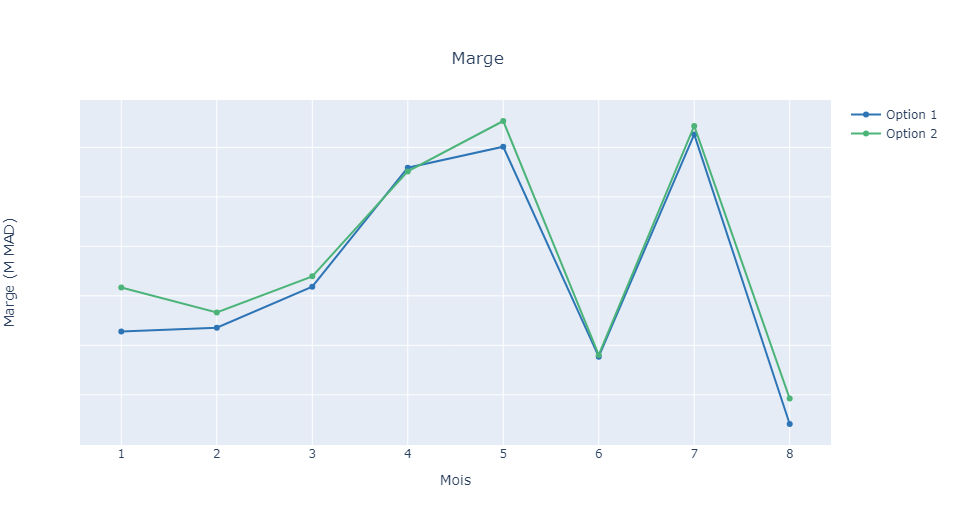 Marge
Option 1
Option 2
Marge (M MAD)
1 2 3 4 5 6 7 8
Mois